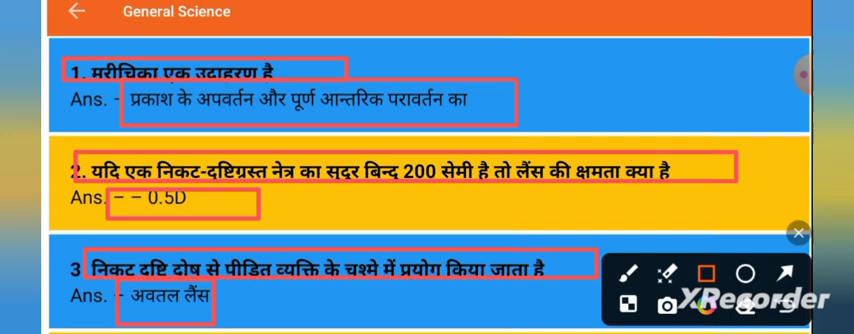 General Science
1. मरीचिका एक उदाहरण है
Ans. - प्रकाश के अपवर्तन और पूर्ण आन्तरिक परावर्तन का
2. यदि एक निकट-दृष्टिग्रस्त नेत्र का सुदूर बिन्दु 200 सेमी है तो लैंस की क्षमता क्या है
Ans. – – 0.5D
3 निकट दृष्टि दोष से पीड़ित व्यक्ति के चश्मे में प्रयोग किया जाता है
Ans. - अवतल लैंस
XRecorder